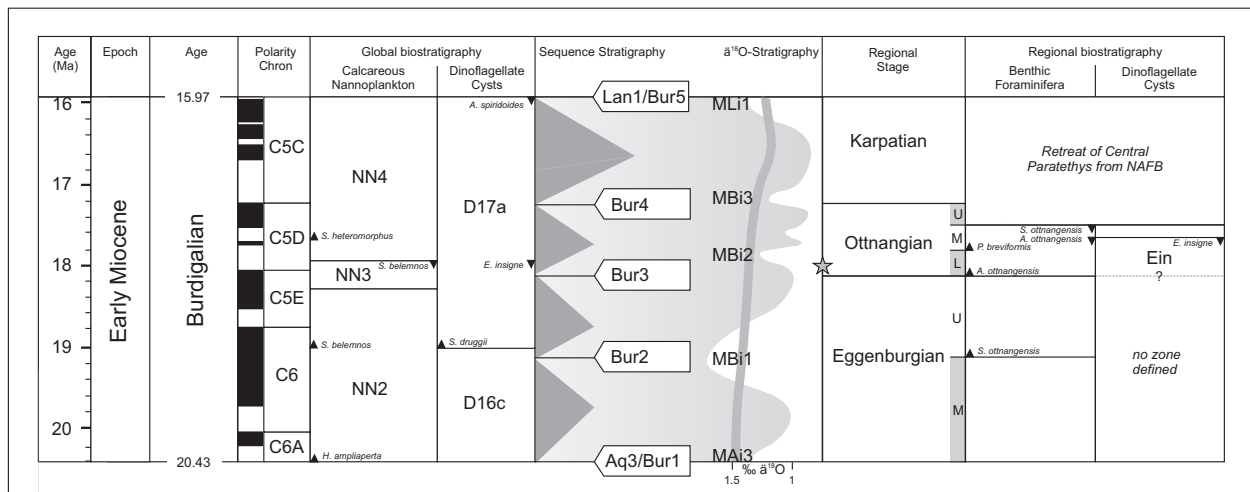 Age
(Ma)
Epoch
Age
Polarity
Chron
Global biostratigraphy
Calcareous
Nannoplankton
Dinoflagellate
Cysts
Sequence Stratigraphy
ä¹⁸O-Stratigraphy
Regional
Stage
Regional biostratigraphy
Benthic
Foraminifera
Dinoflagellate
Cysts
16
17
18
19
20
Early Miocene
15.97
Burdigalian
20.43
C5C
C5D
C5E
C6
C6A
NN4
S. heteromorphus
S. belemnos
NN3
S. belemnos
NN2
H. ampliaperta
A. spiridoides
D17a
E. insigne
S. druggii
D16c
Lan1/Bur5
Bur4
Bur3
Bur2
Aq3/Bur1
MLi1
MBi3
MBi2
MBi1
MAi3
1.5
‰ ä¹⁸O
1
Karpatian
Ottnangian
Eggenburgian
U
M
L
U
M
Retreat of Central
Paratethys from NAFB
S. ottnangensis
A. ottnangensis
P. breviformis
A. ottnangensis
S. ottnangensis
E. insigne
Ein
?
no zone
defined